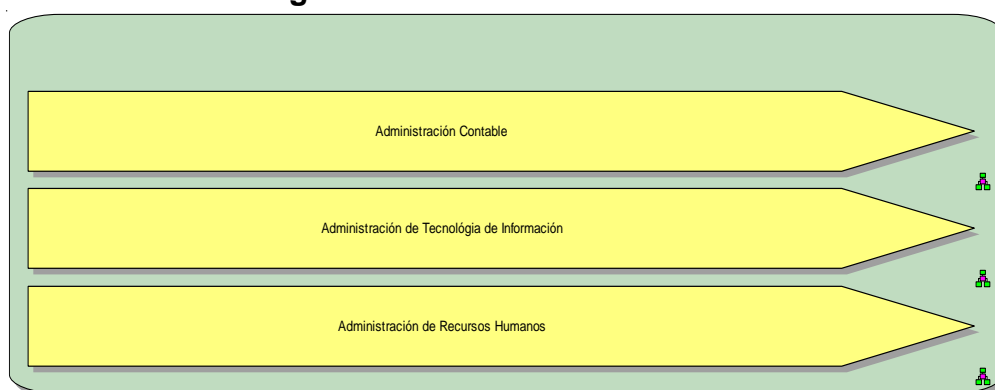 Administración Contable
Administración de Tecnológia de Información
Administración de Recursos Humanos